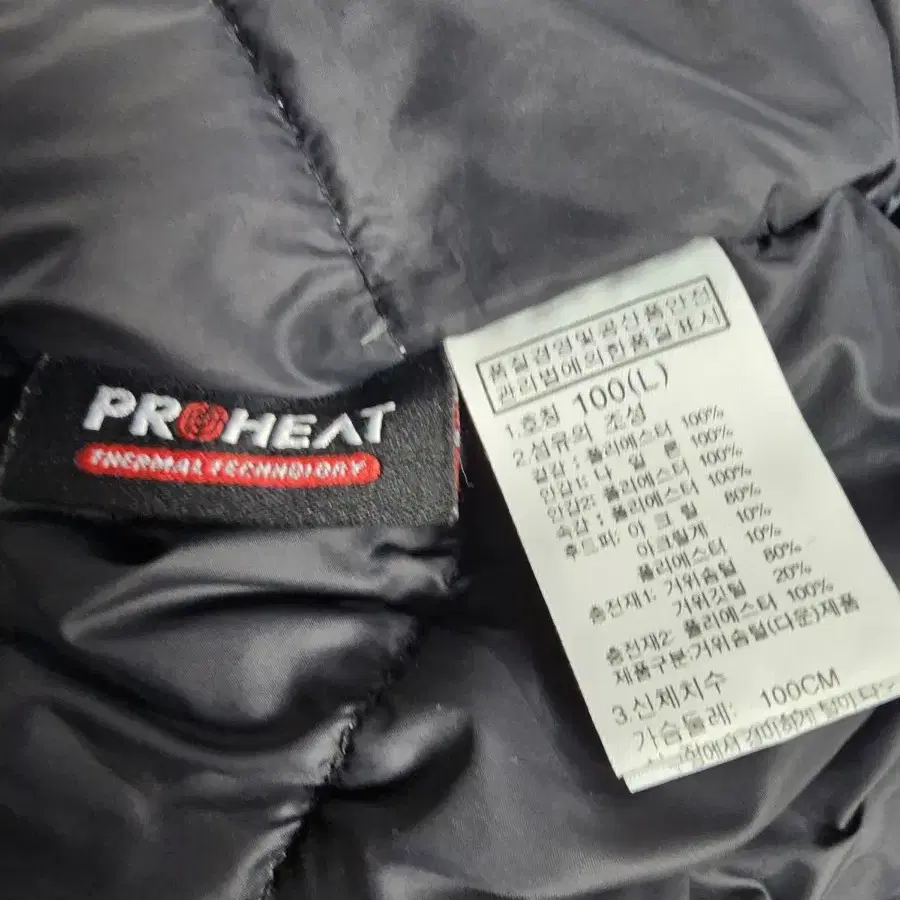 PROHEAT
THERMAL TECHNOLOGY
품질경영및공산품안전
관리법에의한품질표시
1.호칭 100(L)
2.섬유의 조성
겉감 ; 폴리에스터 100%
안감1: 나 일 론 100%
안감2: 폴리에스터 100%
속감 ; 폴리에스터 100%
후드퍼: 아 크 릴 80%
아크릴계 10%
폴리에스터 10%
충전재1: 거위솜털 80%
거위깃털 20%
충전재2: 폴리에스터 100%
제품구분:거위솜털(다운)제품
3.신체치수
가슴둘레: 100CM